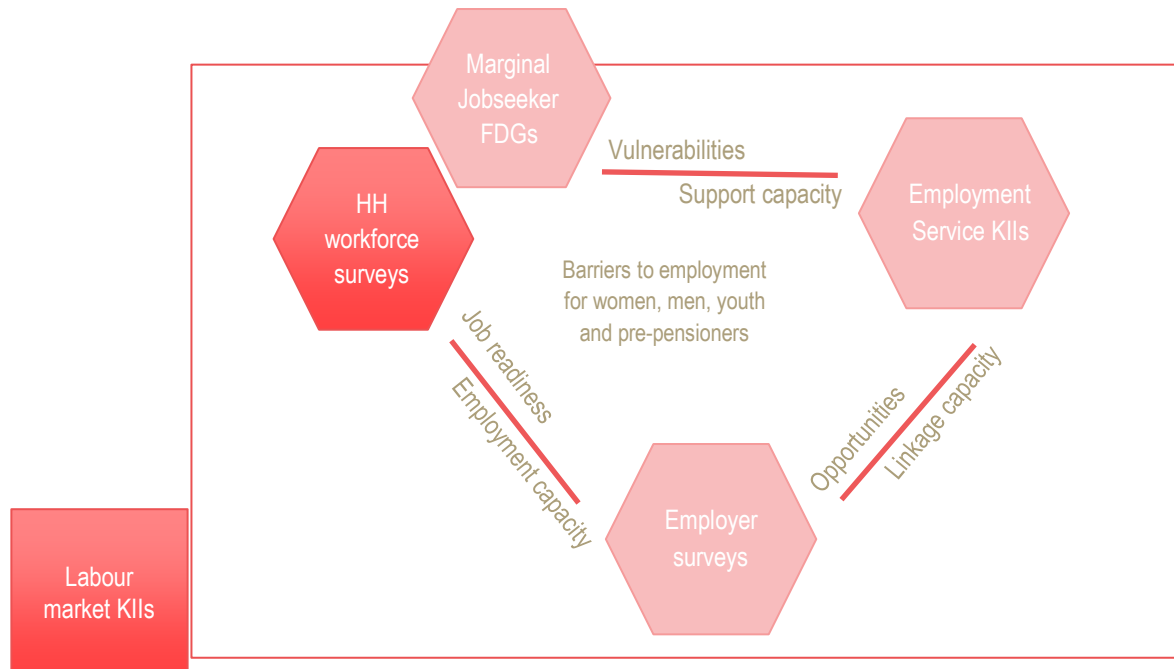 Marginal
Jobseeker
FDGs
Vulnerabilities
Support capacity
Employment
Service KIIs
HH
workforce
surveys
Barriers to employment
for women, men, youth
and pre-pensioners
Job readiness
Employment capacity
Opportunities
Linkage capacity
Employer
surveys
Labour
market KIIs